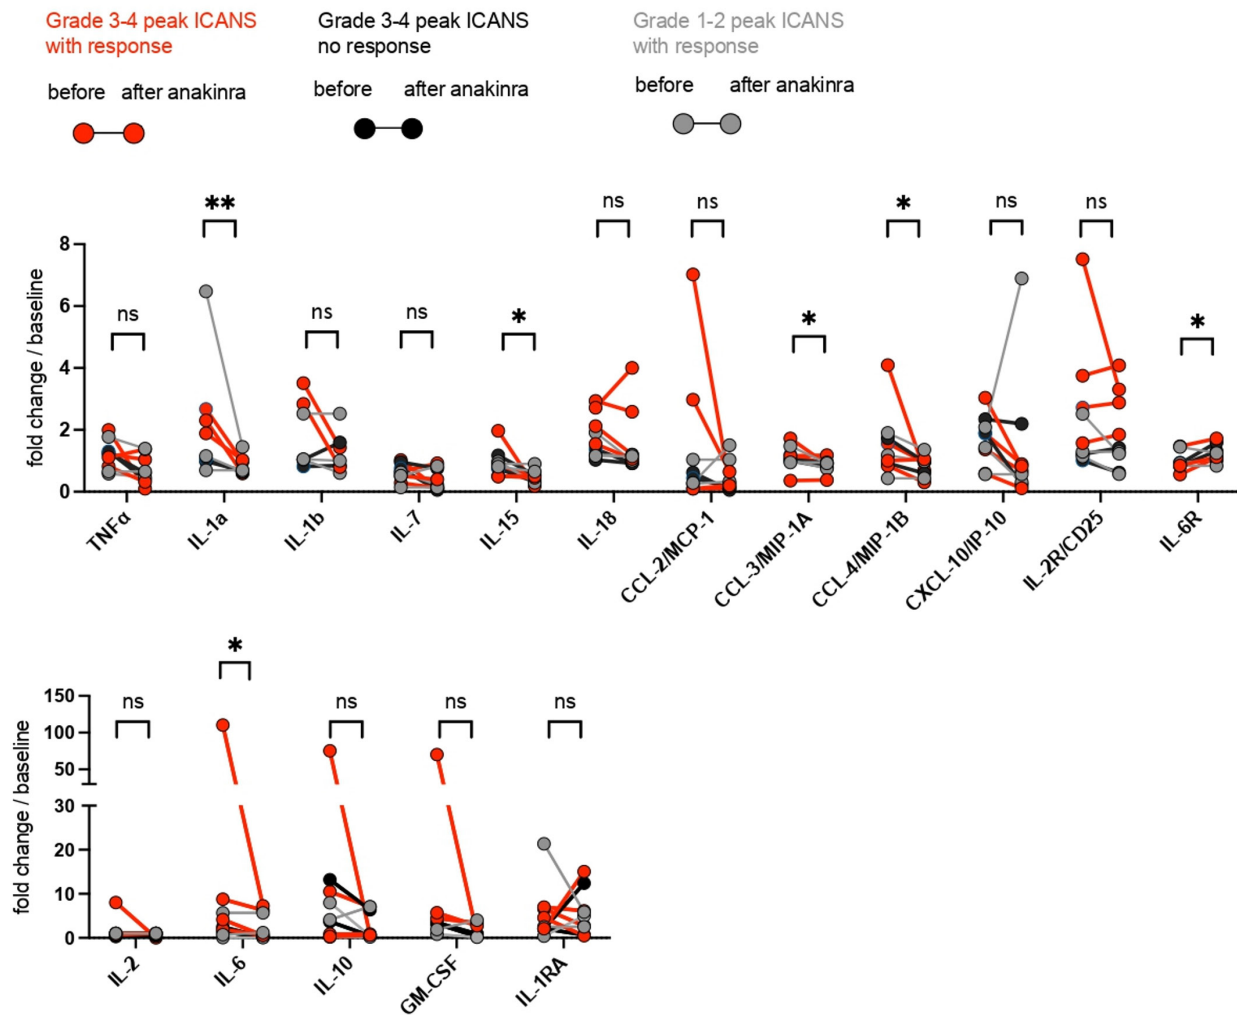 Grade 3-4 peak ICANS
with response
Grade 3-4 peak ICANS
no response
Grade 1-2 peak ICANS
with response
before after anakinra
before after anakinra
before after anakinra
fold change / baseline
8
6
4
2
0
ns
**
ns
ns
*
ns
ns
*
*
ns
ns
*
TNFα
IL-1a
IL-1b
IL-7
IL-15
IL-18
CCL-2/MCP-1
CCL-3/MIP-1A
CCL-4/MIP-1B
CXCL-10/IP-10
IL-2R/CD25
IL-6R
fold change / baseline
150
100
50
30
20
10
0
ns
*
ns
ns
ns
IL-2
IL-6
IL-10
GM-CSF
IL-1RA